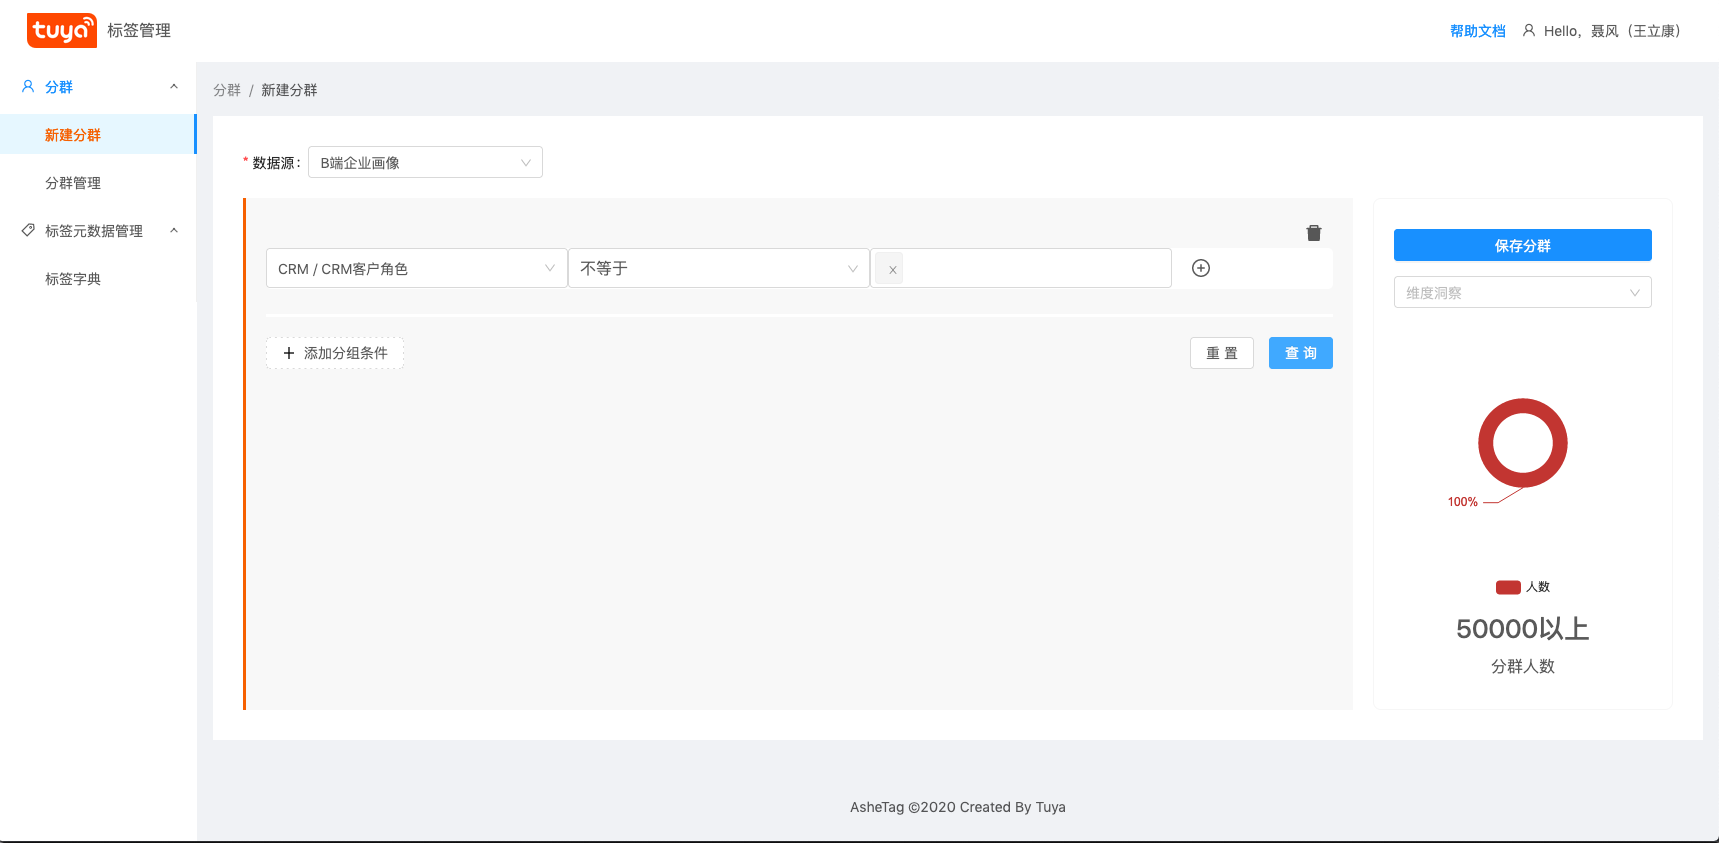 tuya 标签管理
帮助文档 Hello, 聂风（王立康）
分群
新建分群
分群管理
标签元数据管理
标签字典
分群 / 新建分群
* 数据源：
B端企业画像
CRM / CRM客户角色
不等于
添加分组条件
重 置
查 询
保存分群
维度洞察
100%
人数
50000以上
分群人数
AsheTag ©2020 Created By Tuya